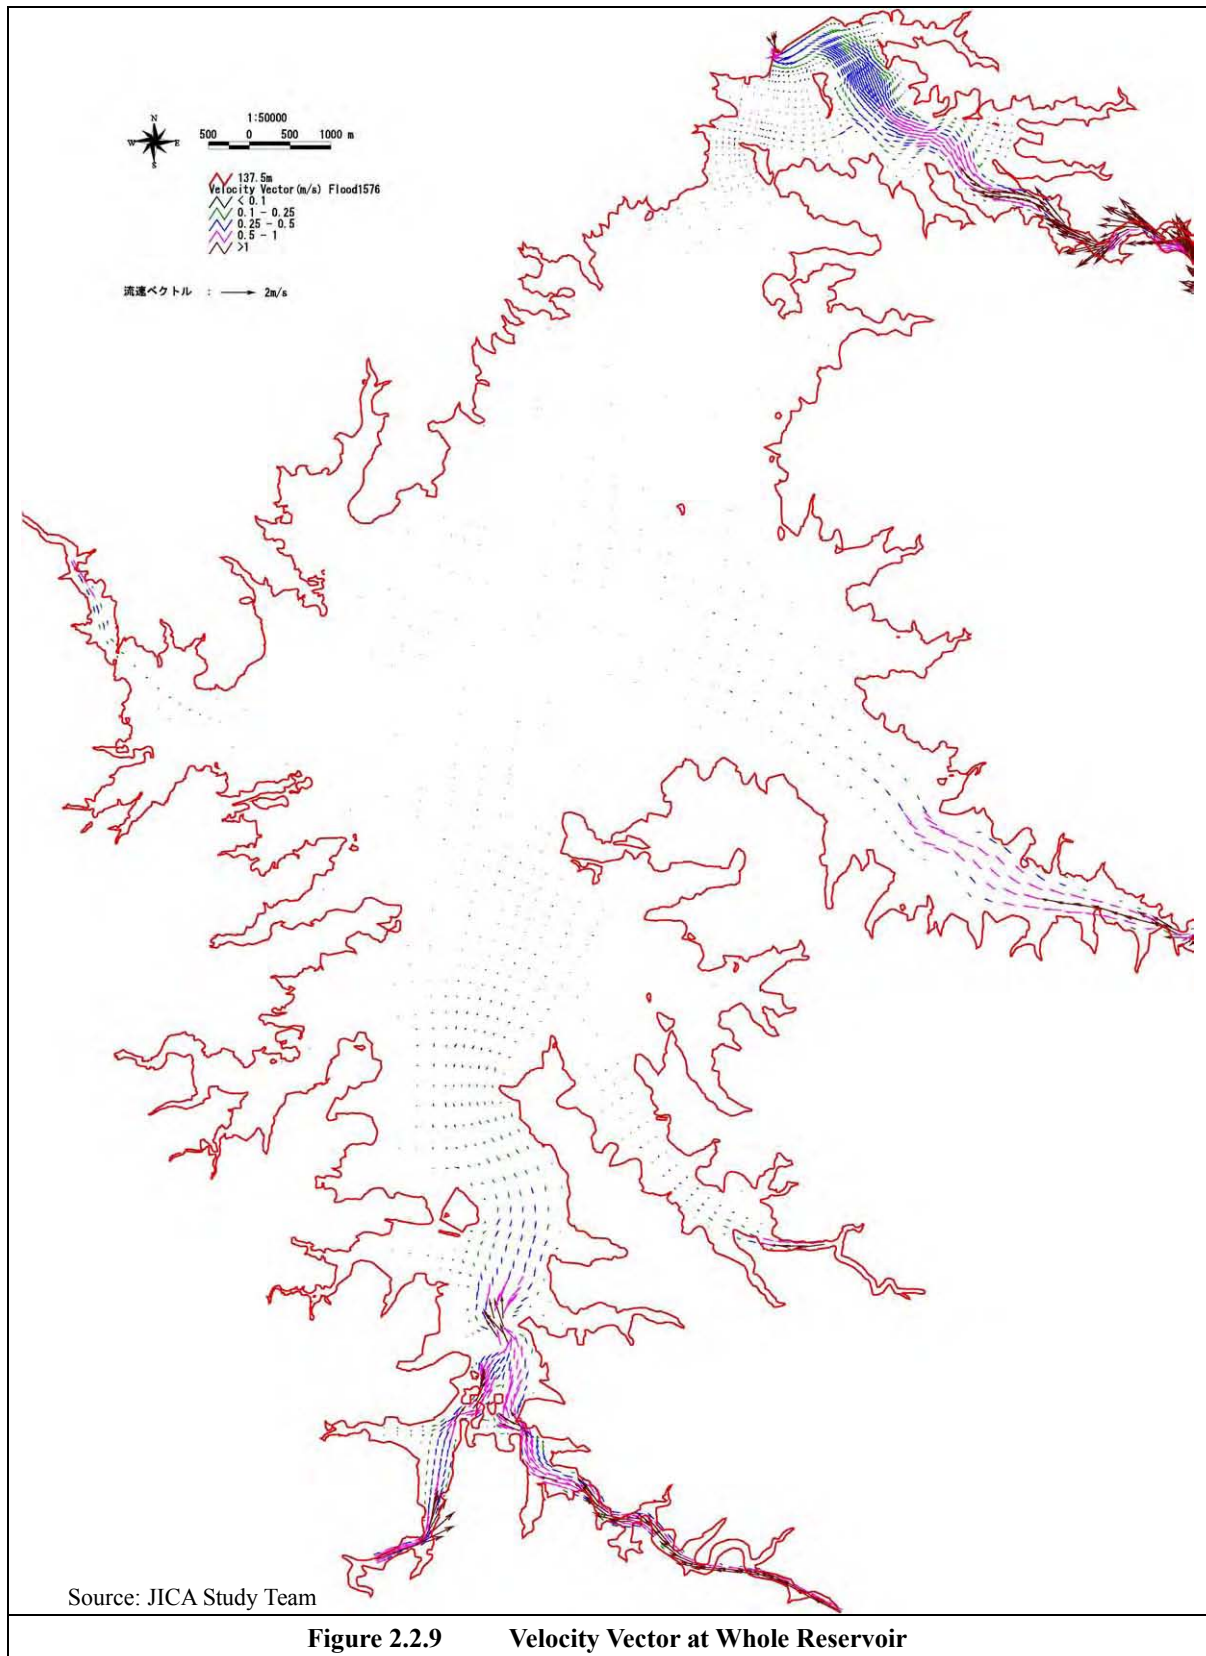 N
W E
S
1:50000
500 0 500 1000 m
137.5m
Velocity Vector(m/s) Flood1576
< 0.1
0.1 - 0.25
0.25 - 0.5
0.5 - 1
>1
流速ベクトル : 2m/s
Source: JICA Study Team
Figure 2.2.9 Velocity Vector at Whole Reservoir